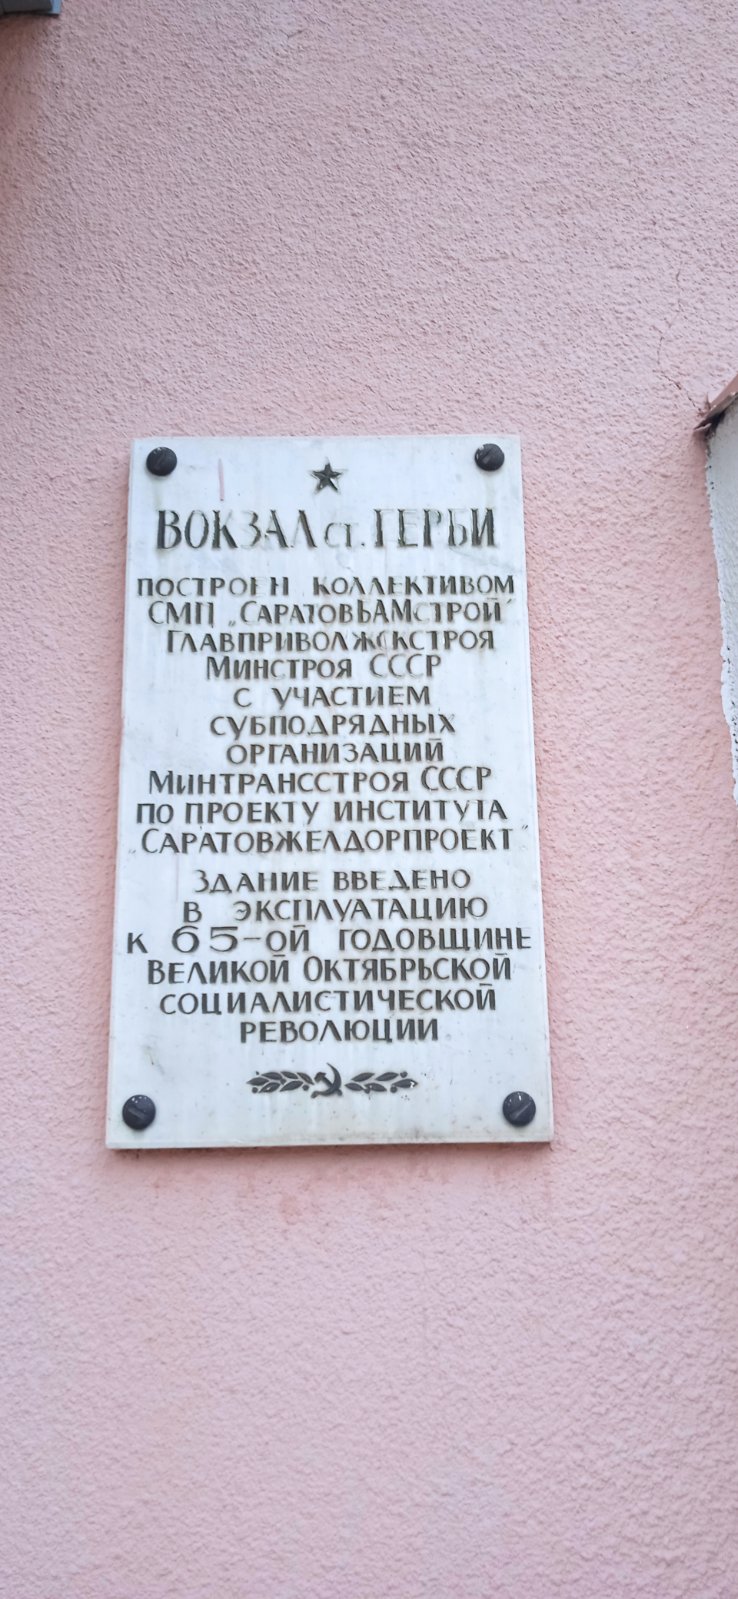 ВОКЗАЛ СТ. ГЕРБИ
ПОСТРОЕН КОЛЛЕКТИВОМ
СМП „САРАТОВБАМСТРОЙ"
ГЛАВПРИВОЛЖСКСТРОЯ
МИНСТРОЯ СССР
С УЧАСТИЕМ
СУБПОДРЯДНЫХ
ОРГАНИЗАЦИЙ
МИНТРАНССТРОЯ СССР
ПО ПРОЕКТУ ИНСТИТУТА
„САРАТОВЖЕЛДОРПРОЕКТ"
ЗДАНИЕ ВВЕДЕНО
В ЭКСПЛУАТАЦИЮ
К 65-ОЙ ГОДОВЩИНЕ
ВЕЛИКОЙ ОКТЯБРЬСКОЙ
СОЦИАЛИСТИЧЕСКОЙ
РЕВОЛЮЦИИ